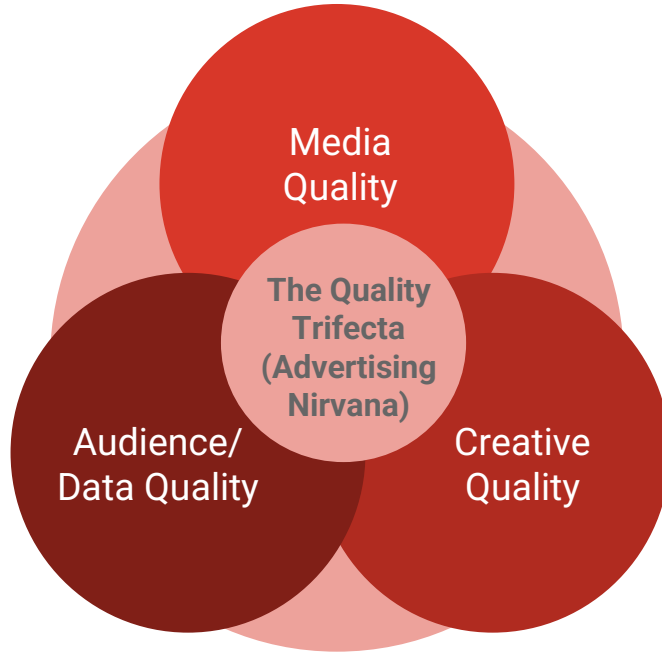 Media
Quality
The Quality
Trifecta
(Advertising
Nirvana)
Audience/
Data Quality
Creative
Quality